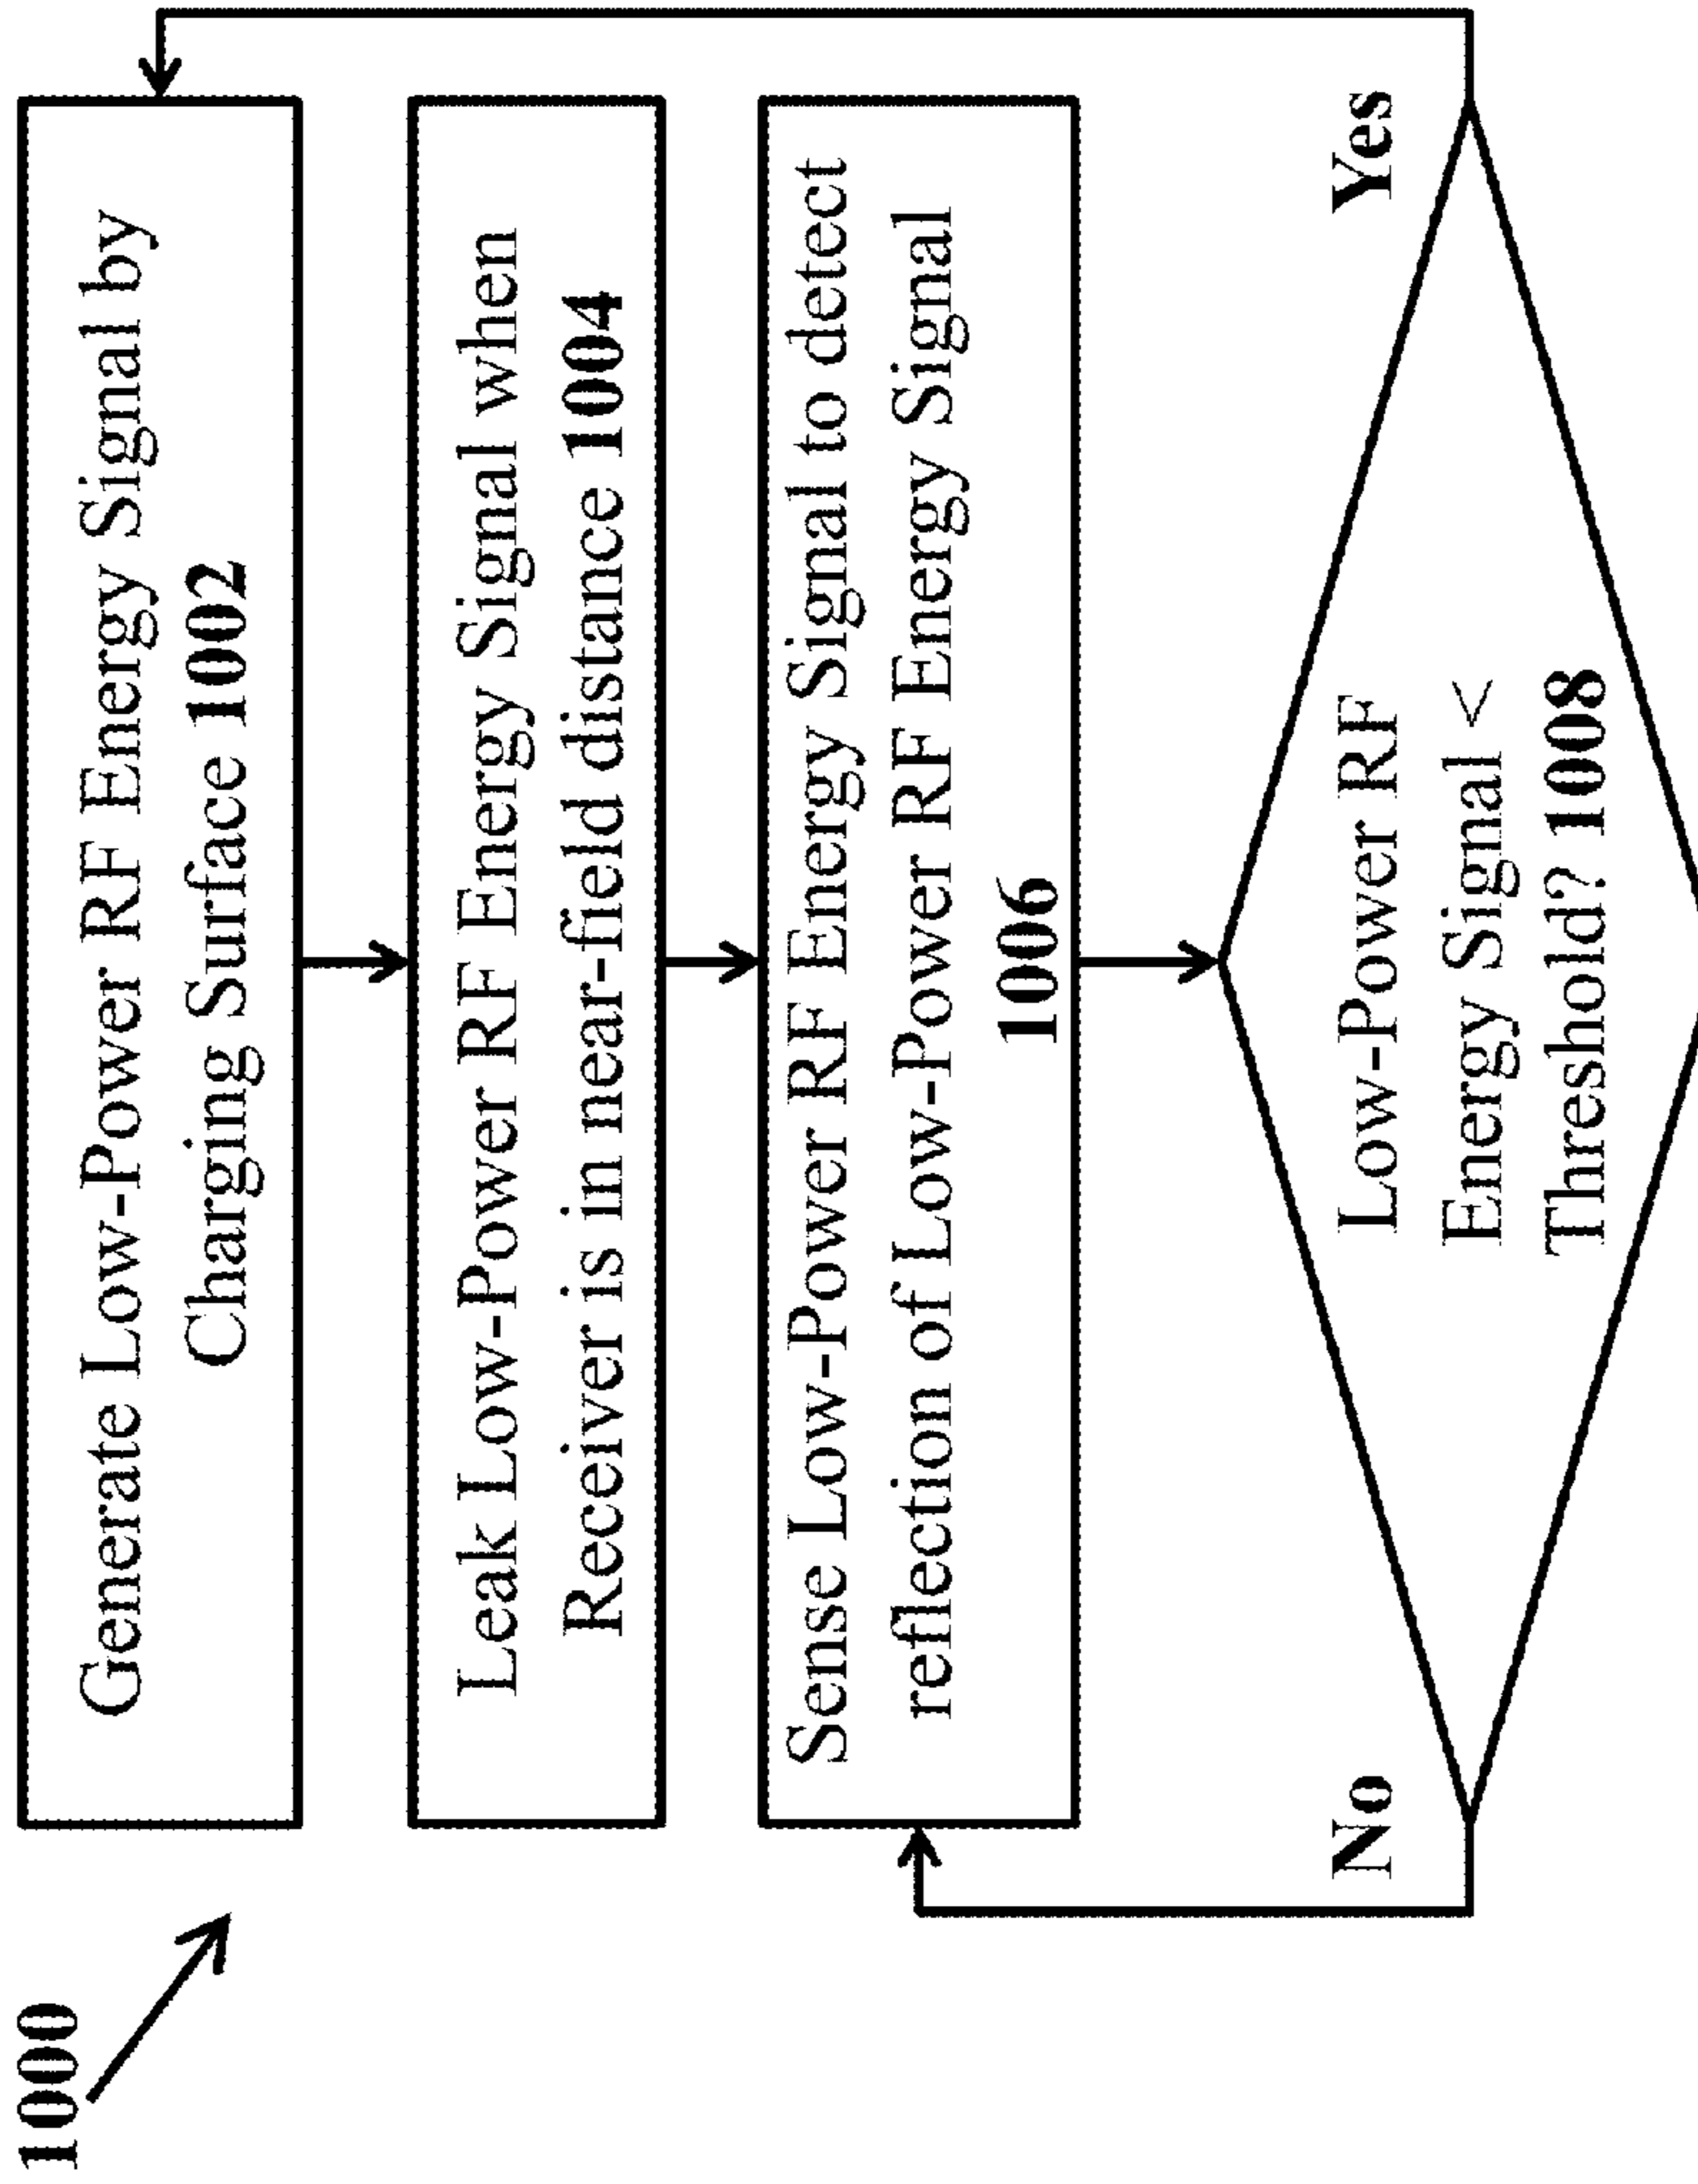 1000
Generate Low-Power RF Energy Signal by
Charging Surface 1002
Leak Low-Power RF Energy Signal when
Receiver is in near-field distance 1004
Sense Low-Power RF Energy Signal to detect
reflection of Low-Power RF Energy Signal
1006
No
Yes
Low-Power RF
Energy Signal <
Threshold? 1008